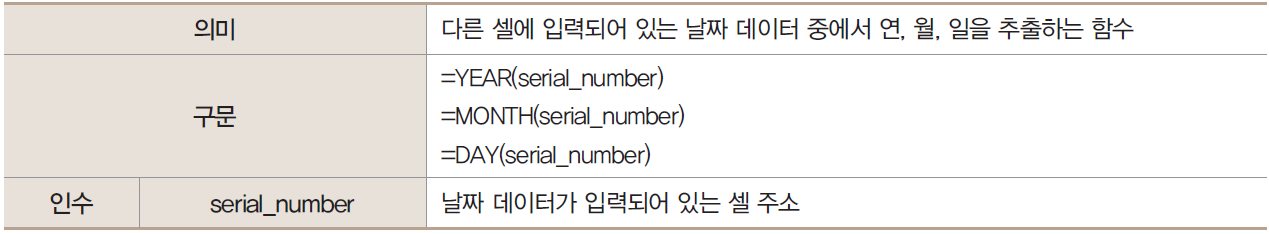 의미
다른 셀에 입력되어 있는 날짜 데이터 중에서 연, 월, 일을 추출하는 함수
구문
=YEAR(serial_number)
=MONTH(serial_number)
=DAY(serial_number)
인수
serial_number
날짜 데이터가 입력되어 있는 셀 주소